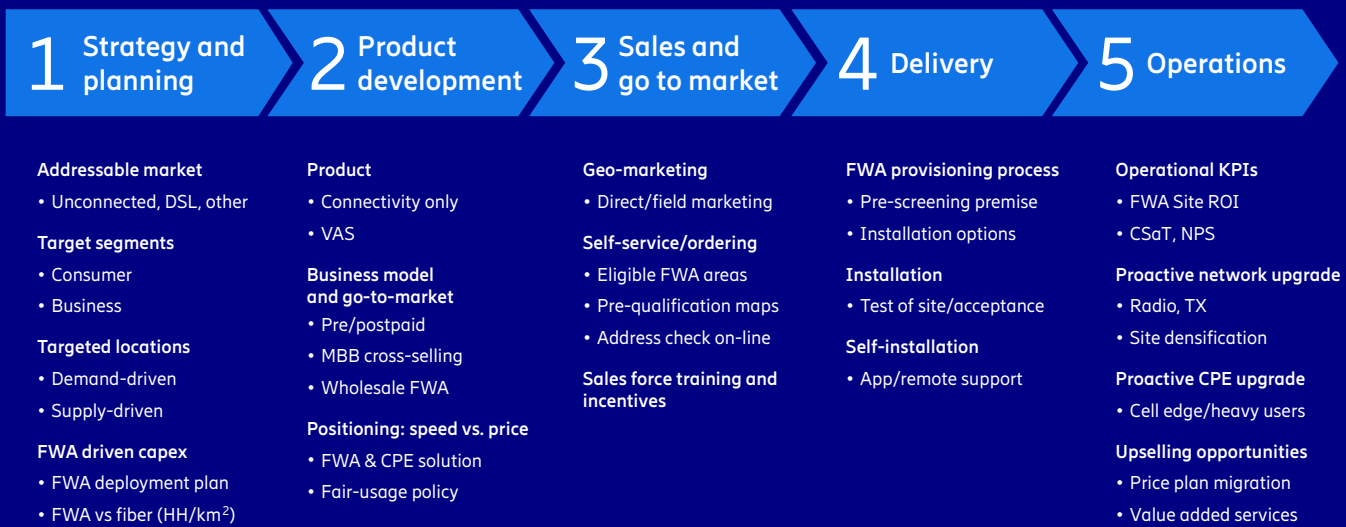 1 Strategy and
planning
2 Product
development
3 Sales and
go to market
4 Delivery
5 Operations
Addressable market
• Unconnected, DSL, other
Target segments
• Consumer
• Business
Targeted locations
• Demand-driven
• Supply-driven
FWA driven capex
• FWA deployment plan
• FWA vs fiber (HH/km²)
Product
• Connectivity only
• VAS
Business model
and go-to-market
• Pre/postpaid
• MBB cross-selling
• Wholesale FWA
Positioning: speed vs. price
• FWA & CPE solution
• Fair-usage policy
Geo-marketing
• Direct/field marketing
Self-service/ordering
• Eligible FWA areas
• Pre-qualification maps
• Address check on-line
Sales force training and
incentives
FWA provisioning process
• Pre-screening premise
• Installation options
Installation
• Test of site/acceptance
Self-installation
• App/remote support
Operational KPIs
• FWA Site ROI
• CSaT, NPS
Proactive network upgrade
• Radio, TX
• Site densification
Proactive CPE upgrade
• Cell edge/heavy users
Upselling opportunities
• Price plan migration
• Value added services